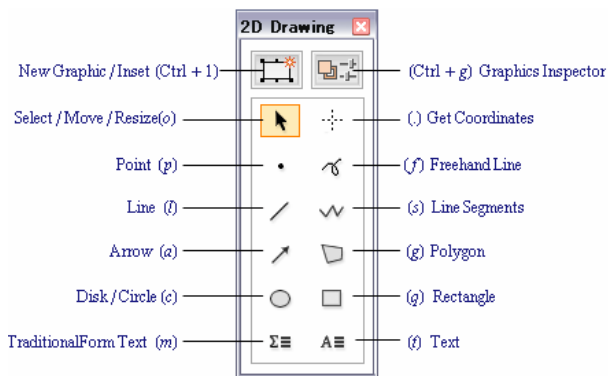 2D Drawing
New Graphic / Inset (Ctrl + 1)
(Ctrl + g) Graphics Inspector
Select / Move / Resize(o)
(.) Get Coordinates
Point (p)
(f) Freehand Line
Line (l)
(s) Line Segments
Arrow (a)
(g) Polygon
Disk / Circle (c)
(q) Rectangle
TraditionalForm Text (m)
Σ≡
A≡
(t) Text